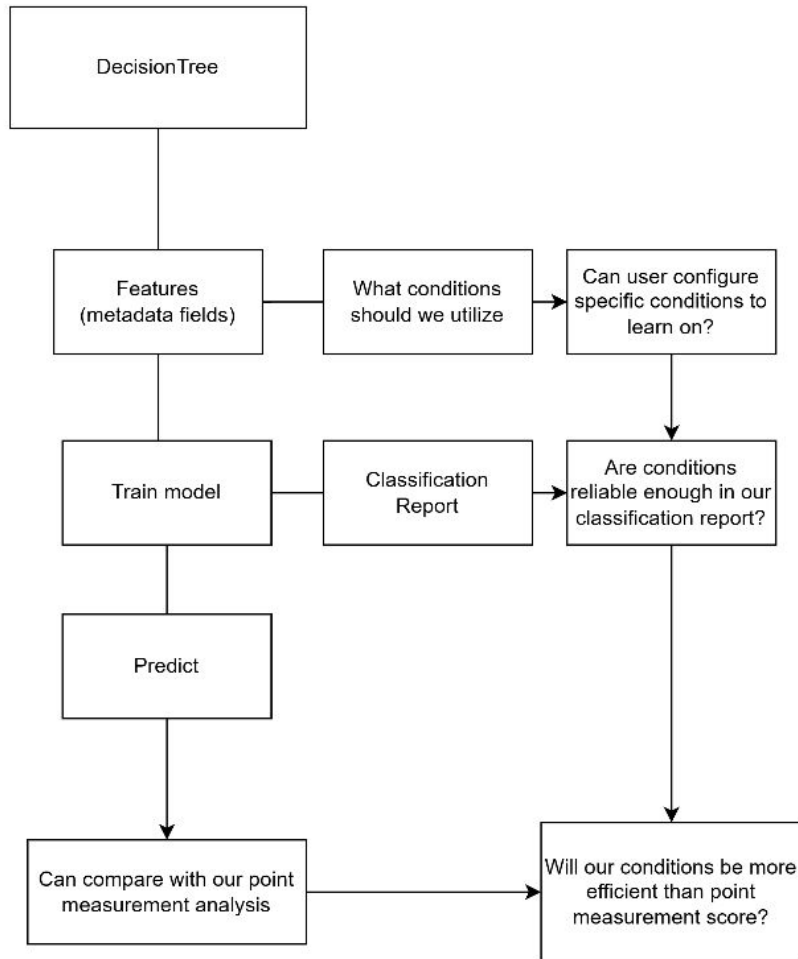 DecisionTree
Features
(metadata fields)
What conditions
should we utilize
Can user configure
specific conditions to
learn on?
Train model
Classification
Report
Are conditions
reliable enough in our
classification report?
Predict
Can compare with our point
measurement analysis
Will our conditions be more
efficient than point
measurement score?